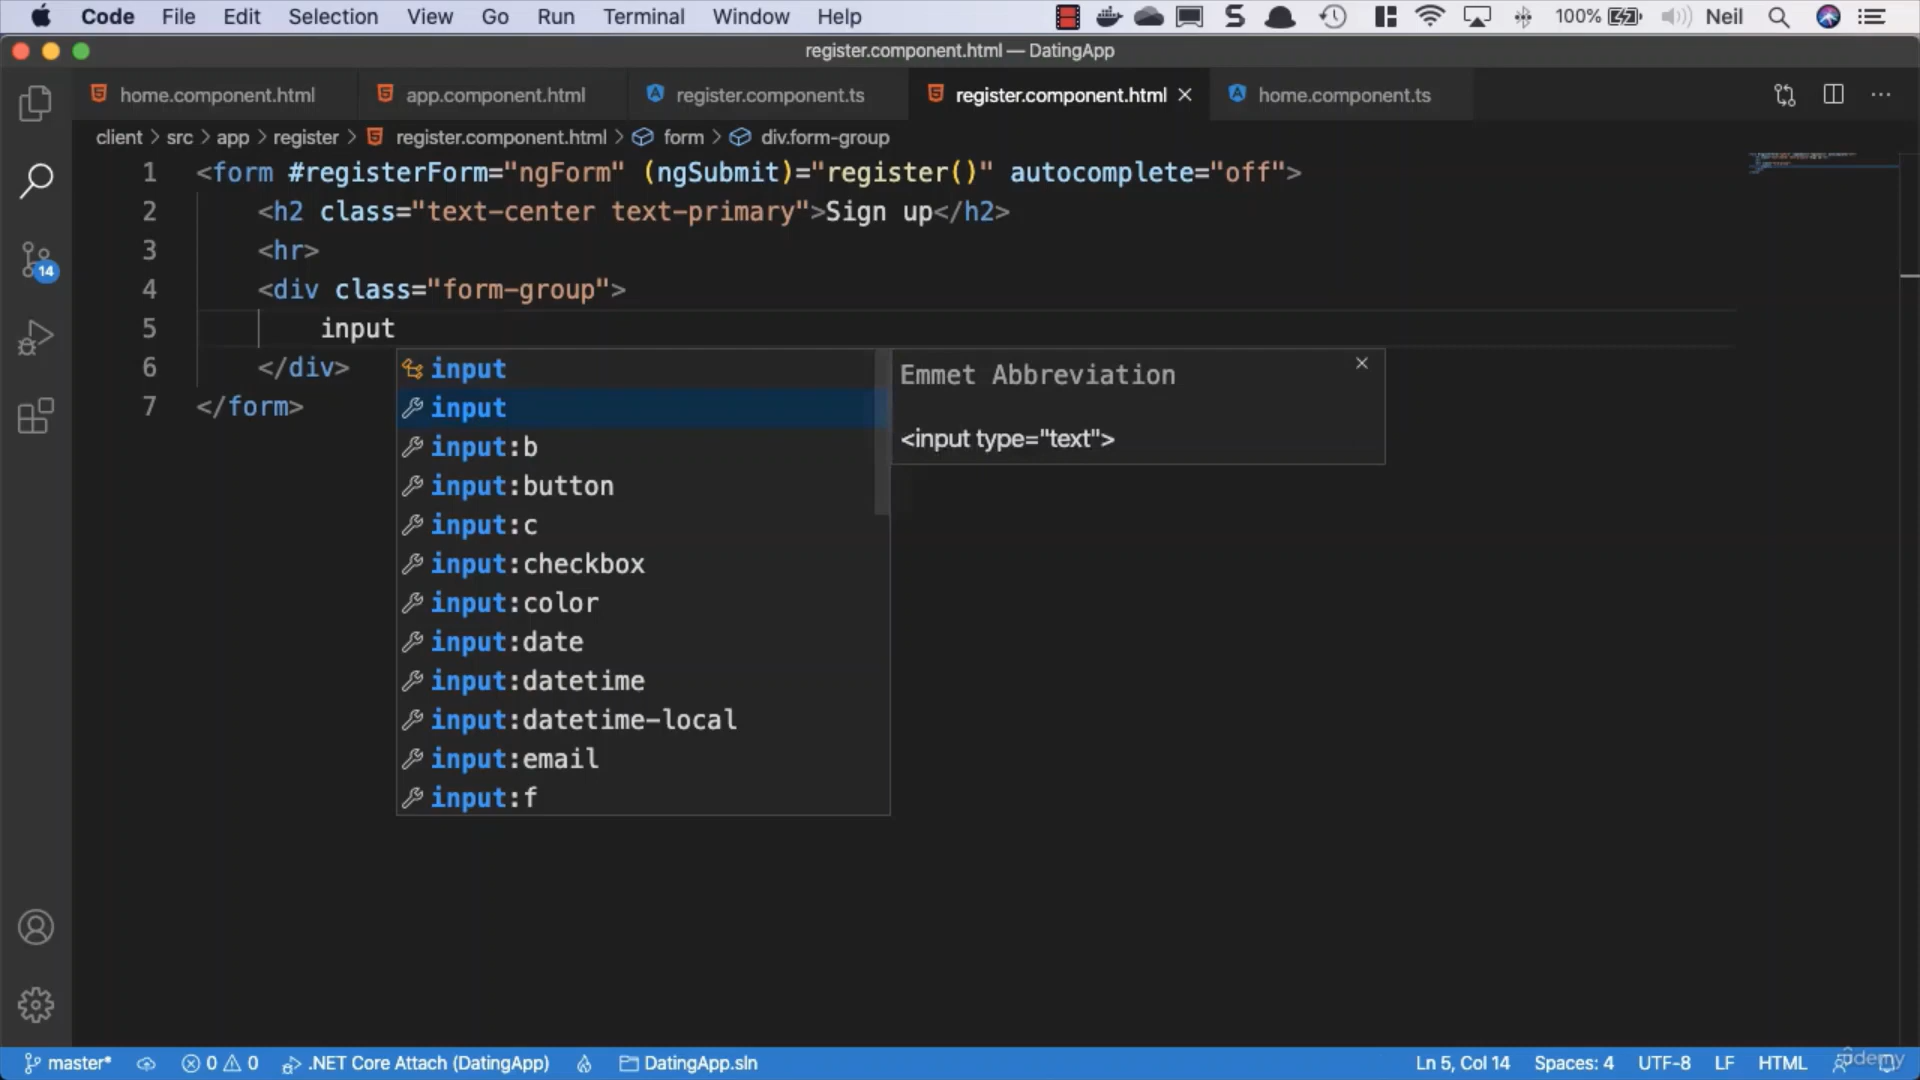 Code File Edit Selection View Go Run Terminal Window Help 100% Neil
register.component.html — DatingApp
home.component.html app.component.html register.component.ts register.component.html home.component.ts
client > src > app > register > register.component.html > form > div.form-group
1 <form #registerForm="ngForm" (ngSubmit)="register()" autocomplete="off">
2 <h2 class="text-center text-primary">Sign up</h2>
3 <hr>
14
4 <div class="form-group">
5 input
6 </div>
7 </form>
input
input
input:b
input:button
input:c
input:checkbox
input:color
input:date
input:datetime
input:datetime-local
input:email
input:f
Emmet Abbreviation
<input type="text">
master* 0 0 .NET Core Attach (DatingApp) DatingApp.sln Ln 5, Col 14 Spaces: 4 UTF-8 LF HTML
udemy